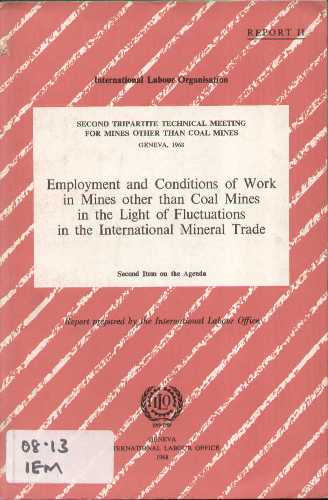 REPORT II
International Labour Organisation
SECOND TRIPARTITE TECHNICAL MEETING
FOR MINES OTHER THAN COAL MINES
GENEVA, 1968
Employment and Conditions of Work
in Mines other than Coal Mines
in the Light of Fluctuations
in the International Mineral Trade
Second Item on the Agenda
Report prepared by the International Labour Office
ILO
GENEVA
INTERNATIONAL LABOUR OFFICE
1968
08.13
IEM